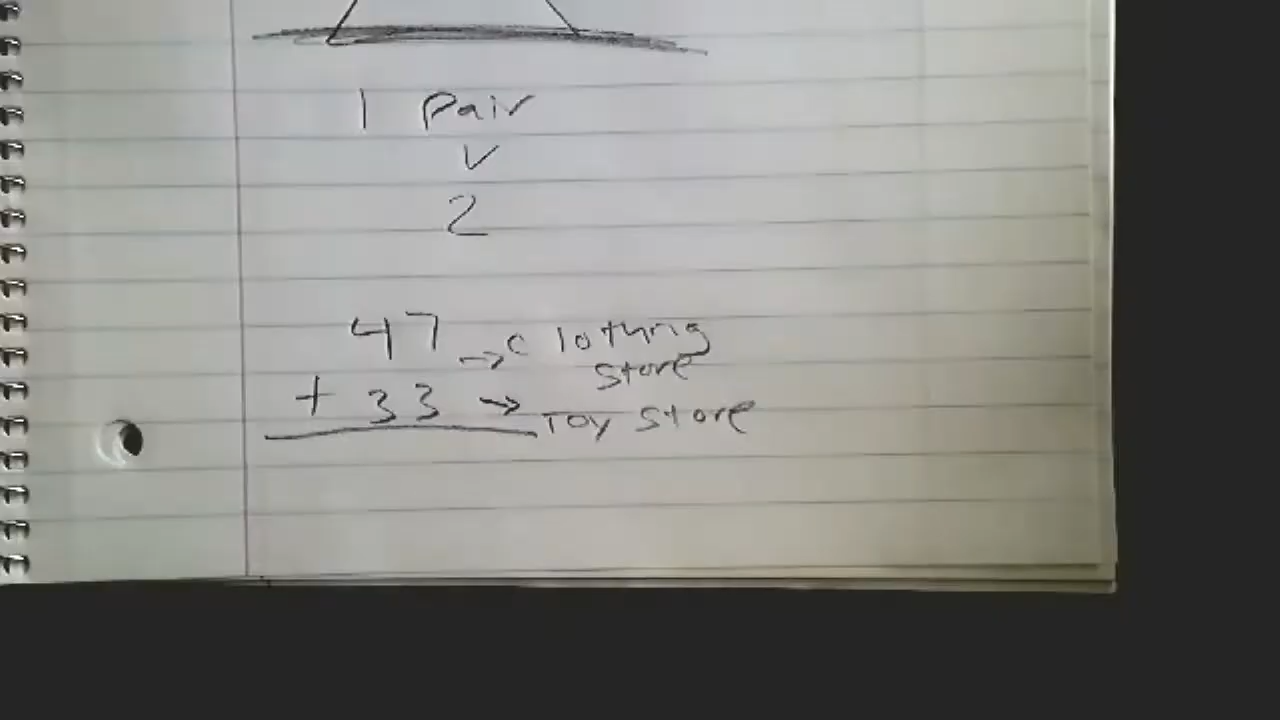 1 Pair
V
2
47 → Clothing
Store
+ 33 → Toy Store